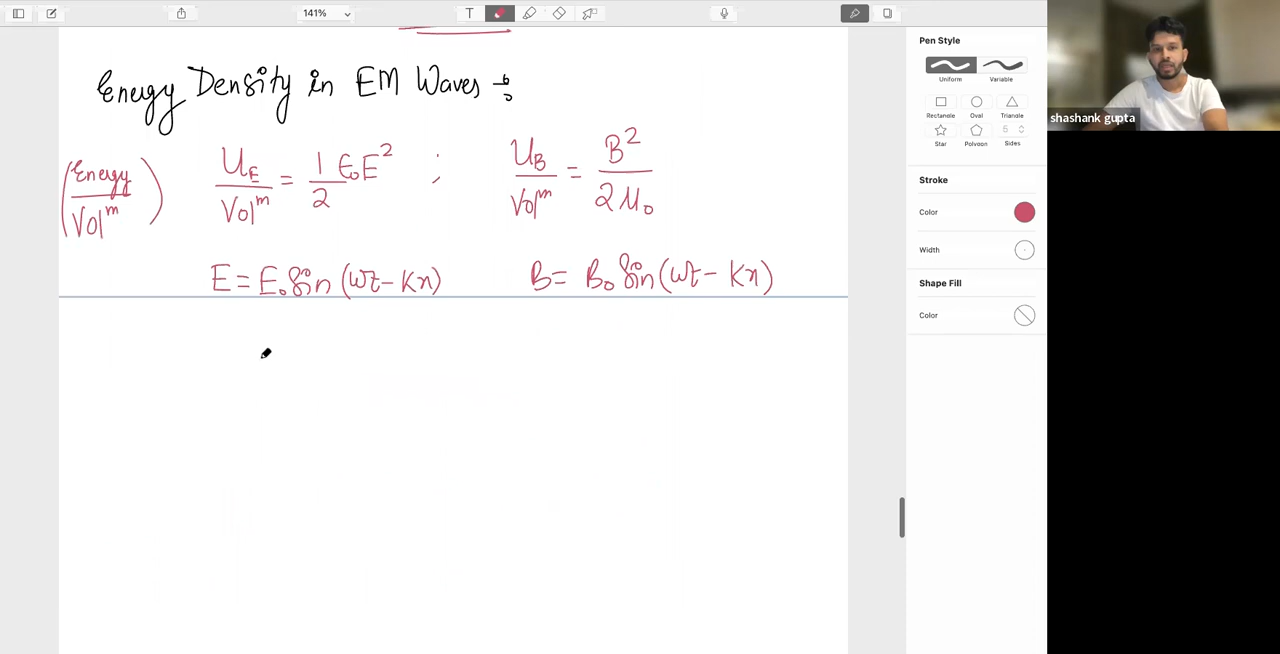 141%
T
Energy Density in EM Waves ÷
(Energy/Volᵐ) U_E/Volᵐ = 1/2 ε₀E² ; U_B/Volᵐ = B²/2μ₀
E = E₀ sin(ωt − kx) B = B₀ sin(ωt − kx)
Pen Style
Uniform Variable
Rectangle Oval Triangle
5
Star Polygon Sides
Stroke
Color
Width
Shape Fill
Color
shashank gupta